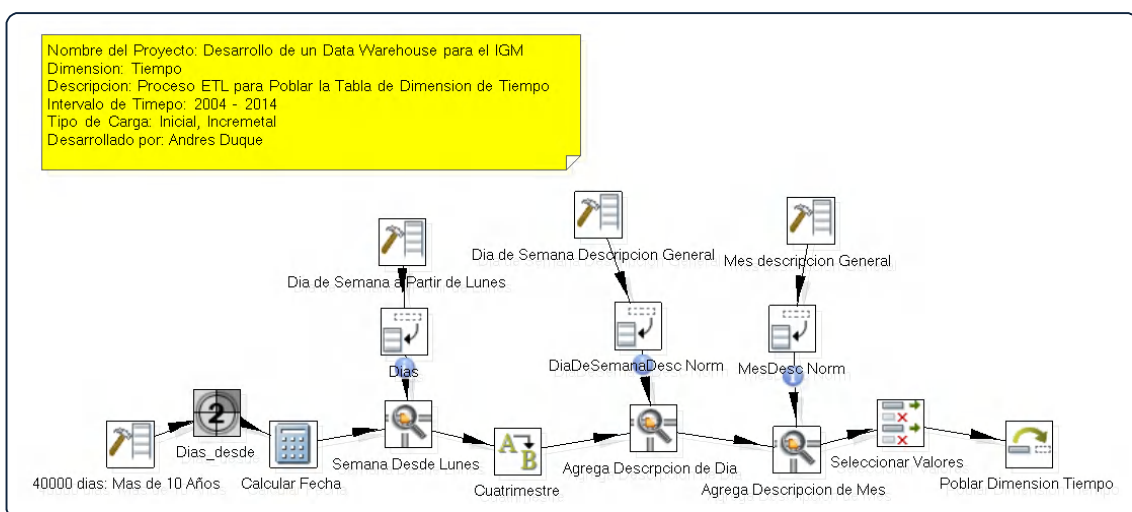 Nombre del Proyecto: Desarrollo de un Data Warehouse para el IGM
Dimension: Tiempo
Descripcion: Proceso ETL para Poblar la Tabla de Dimension de Tiempo
Intervalo de Timepo: 2004 - 2014
Tipo de Carga: Inicial, Incremetal
Desarrollado por: Andres Duque
Dia de Semana a Partir de Lunes
Dia de Semana Descripcion General
Mes descripcion General
Dias
DiaDeSemanaDesc Norm
MesDesc Norm
2
40000 dias: Mas de 10 Años
Dias_desde
Calcular Fecha
Semana Desde Lunes
A
B
Cuatrimestre
Agrega Descrpcion de Dia
Agrega Descripcion de Mes
Seleccionar Valores
Poblar Dimension Tiempo